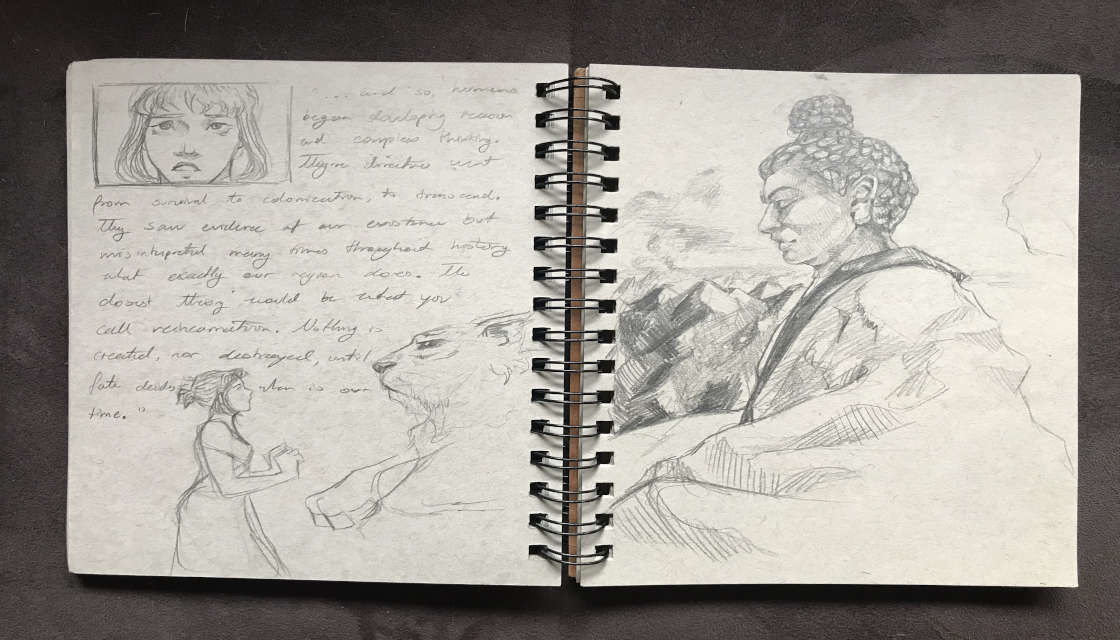 ... and so, humans
began developing reason
and complex thinking.
Their directive went
from survival to colonization, to transcend.
They saw evidence of our existence but
misinterpreted many times throughout history
what exactly our region does. The
closest "thing" would be what you
call reincarnation. Nothing is
created, nor destroyed, until
fate decides when is our
time."